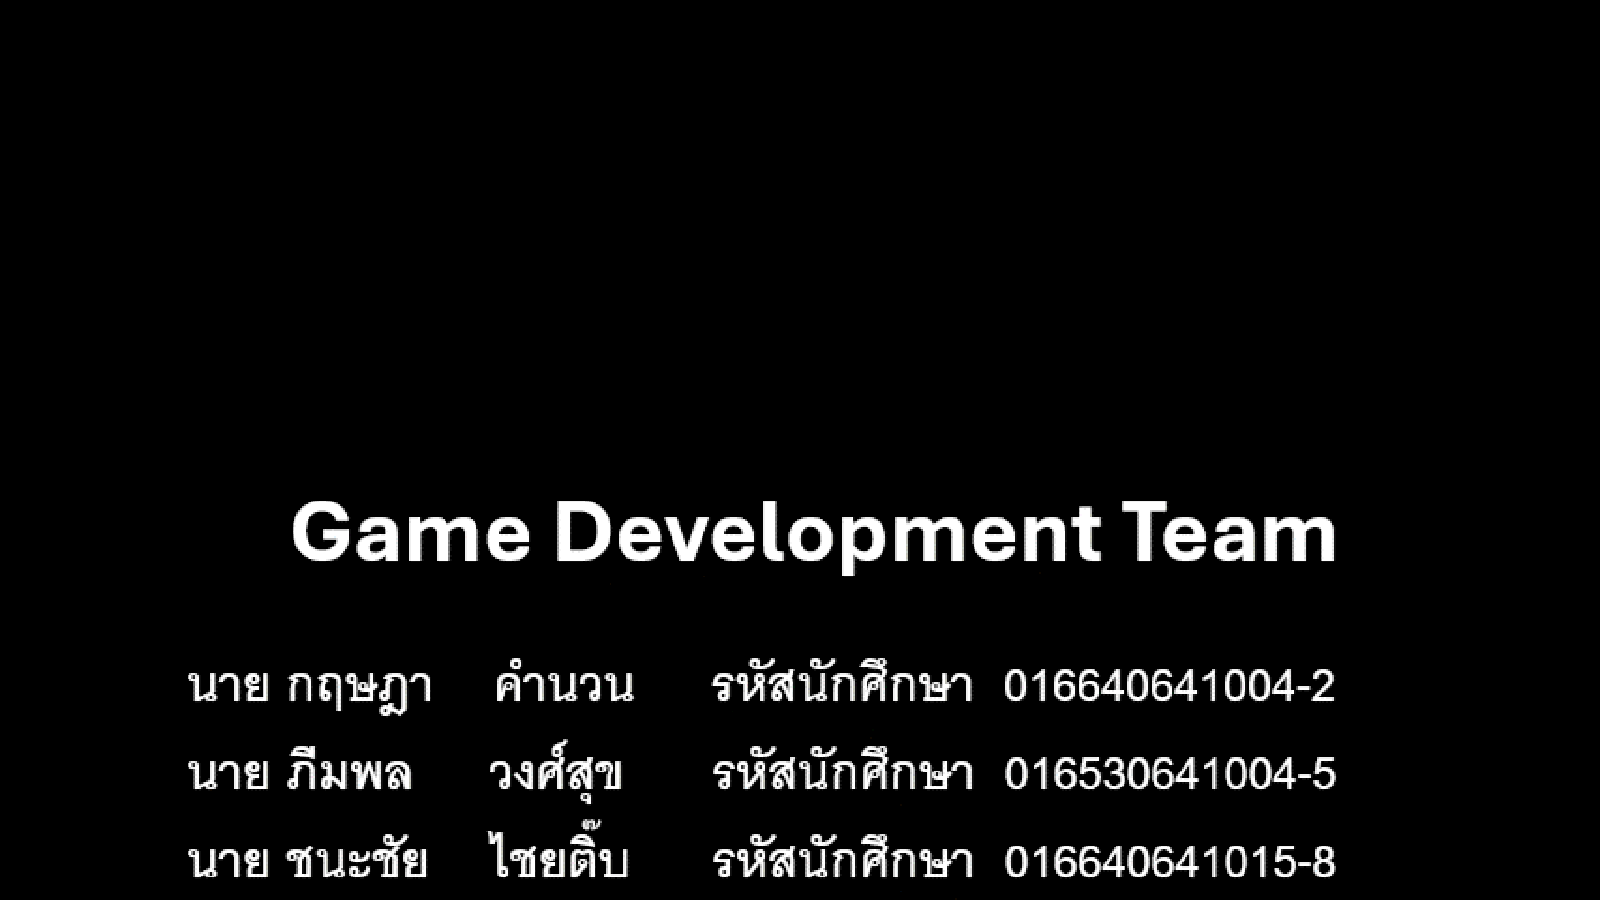 Game Development Team
นาย กฤษฎา คำนวน รหัสนักศึกษา 016640641004-2
นาย ภีมพล วงศ์สุข รหัสนักศึกษา 016530641004-5
นาย ชนะชัย ไชยติ๊บ รหัสนักศึกษา 016640641015-8